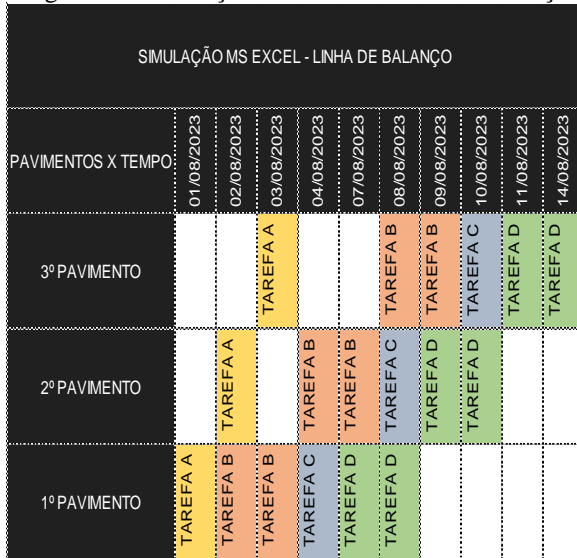 SIMULAÇÃO MS EXCEL - LINHA DE BALANÇO
PAVIMENTOS X TEMPO 01/08/2023 02/08/2023 03/08/2023 04/08/2023 07/08/2023 08/08/2023 09/08/2023 10/08/2023 11/08/2023 14/08/2023
3º PAVIMENTO TAREFA A TAREFA B TAREFA B TAREFA C TAREFA D TAREFA D
2º PAVIMENTO TAREFA A TAREFA B TAREFA B TAREFA C TAREFA D TAREFA D
1º PAVIMENTO TAREFA A TAREFA B TAREFA B TAREFA C TAREFA D TAREFA D